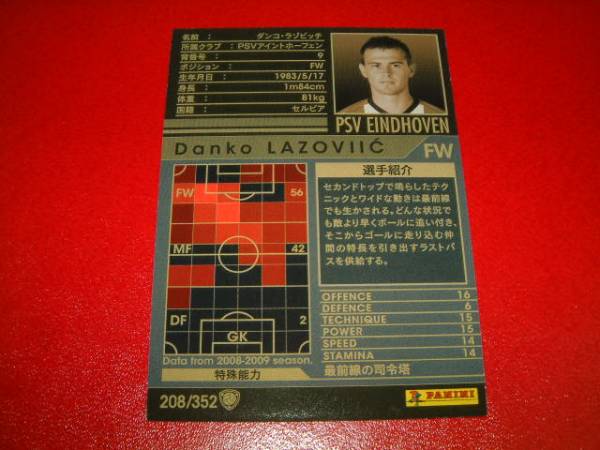 名前 : ダンコ・ラゾビッチ
所属クラブ : PSVアイントホーフェン
背番号 : 9
ポジション : FW
生年月日 : 1983/5/17
身長 : 1m84cm
体重 : 81kg
国籍 : セルビア
PSV EINDHOVEN
Danko LAZOVIIĆ
FW
FW 56
MF 42
DF 2
GK
Data from 2008-2009 season.
特殊能力
選手紹介
セカンドトップで鳴らしたテク
ニックとワイドな動きは最前線
でも生かされる。どんな状況で
も敵より早くボールに追い付き、
そこからゴールに走り込む仲
間の特長を引き出すラストパ
スを供給する。
OFFENCE 16
DEFENCE 6
TECHNIQUE 15
POWER 15
SPEED 14
STAMINA 14
最前線の司令塔
208/352
PANINI